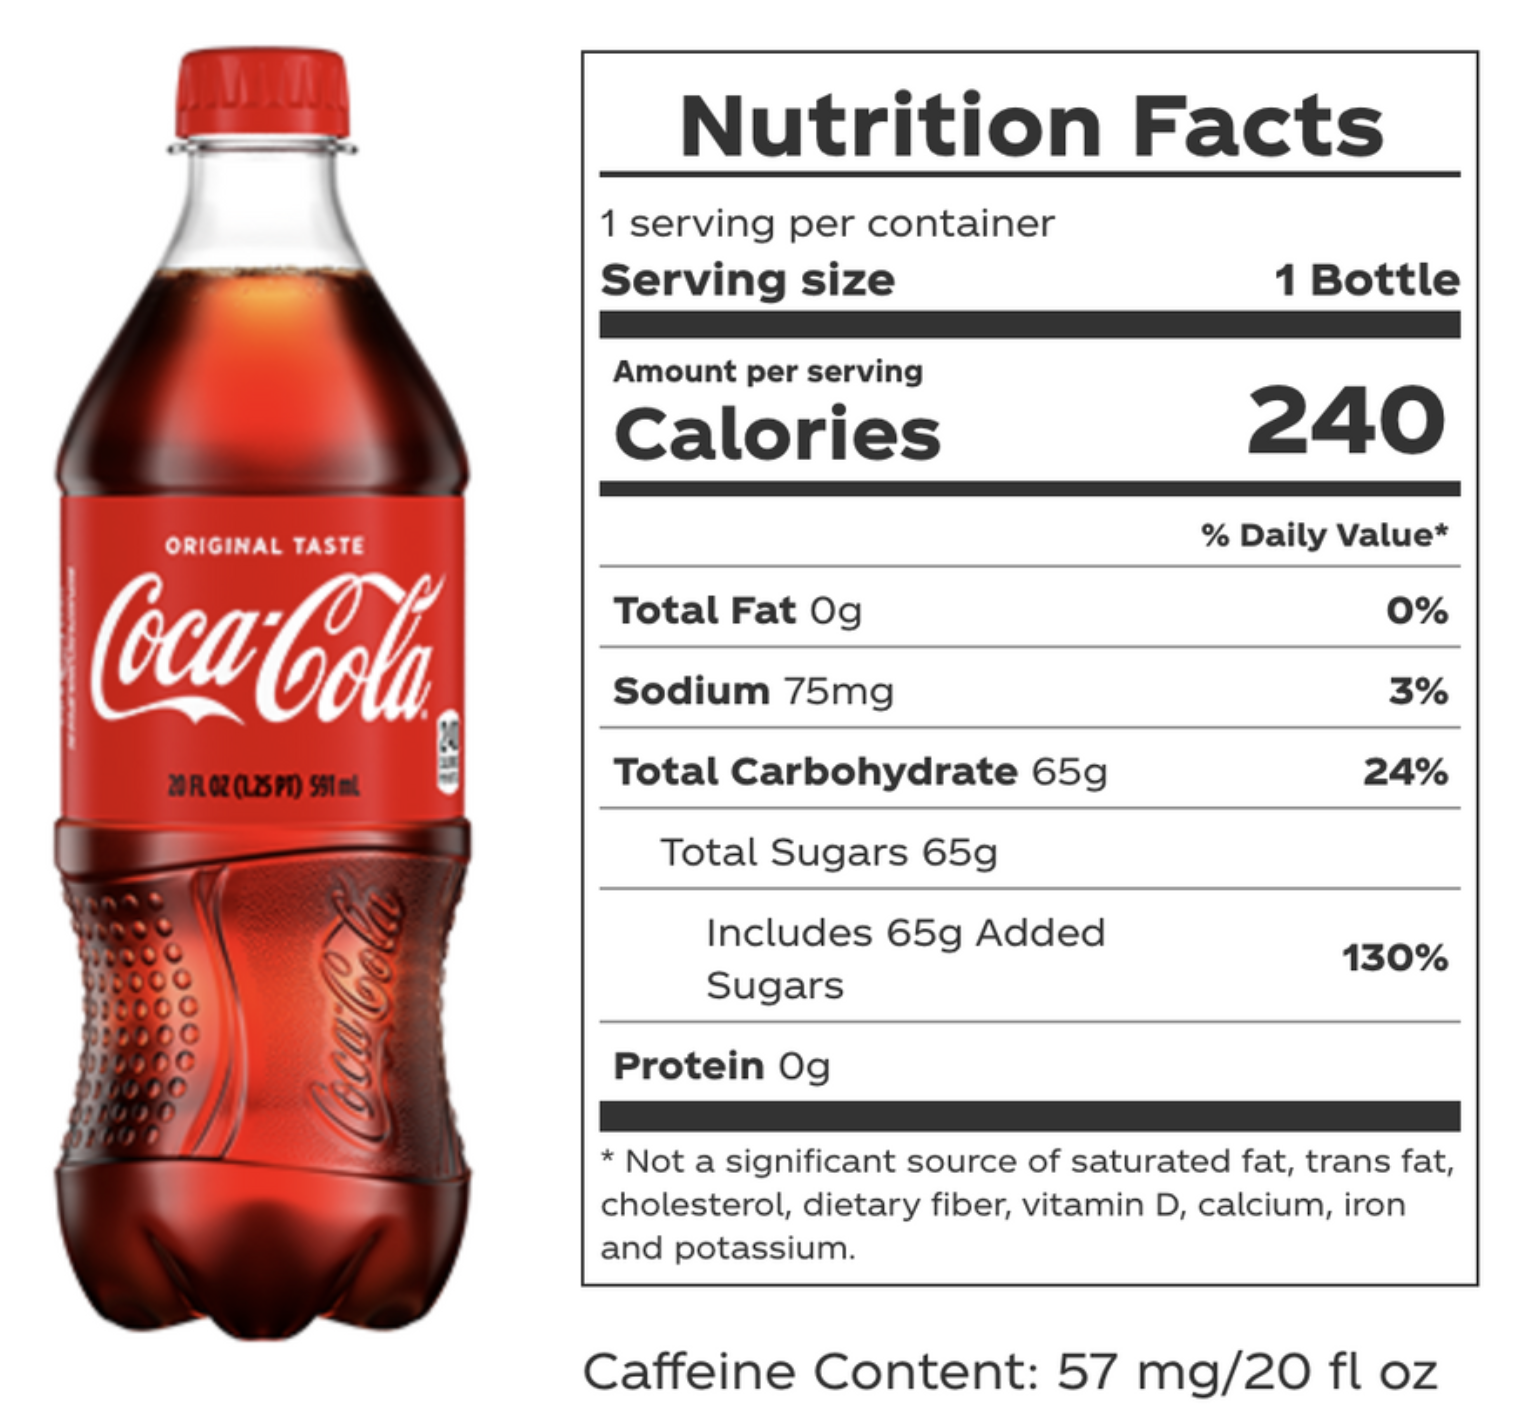 ORIGINAL TASTE
Coca-Cola
20 FL OZ (1.25 PT) 591 mL
240
Coca-Cola
Nutrition Facts
1 serving per container
Serving size 1 Bottle
Amount per serving
Calories 240
% Daily Value*
Total Fat 0g 0%
Sodium 75mg 3%
Total Carbohydrate 65g 24%
Total Sugars 65g
Includes 65g Added
Sugars 130%
Protein 0g
* Not a significant source of saturated fat, trans fat,
cholesterol, dietary fiber, vitamin D, calcium, iron
and potassium.
Caffeine Content: 57 mg/20 fl oz